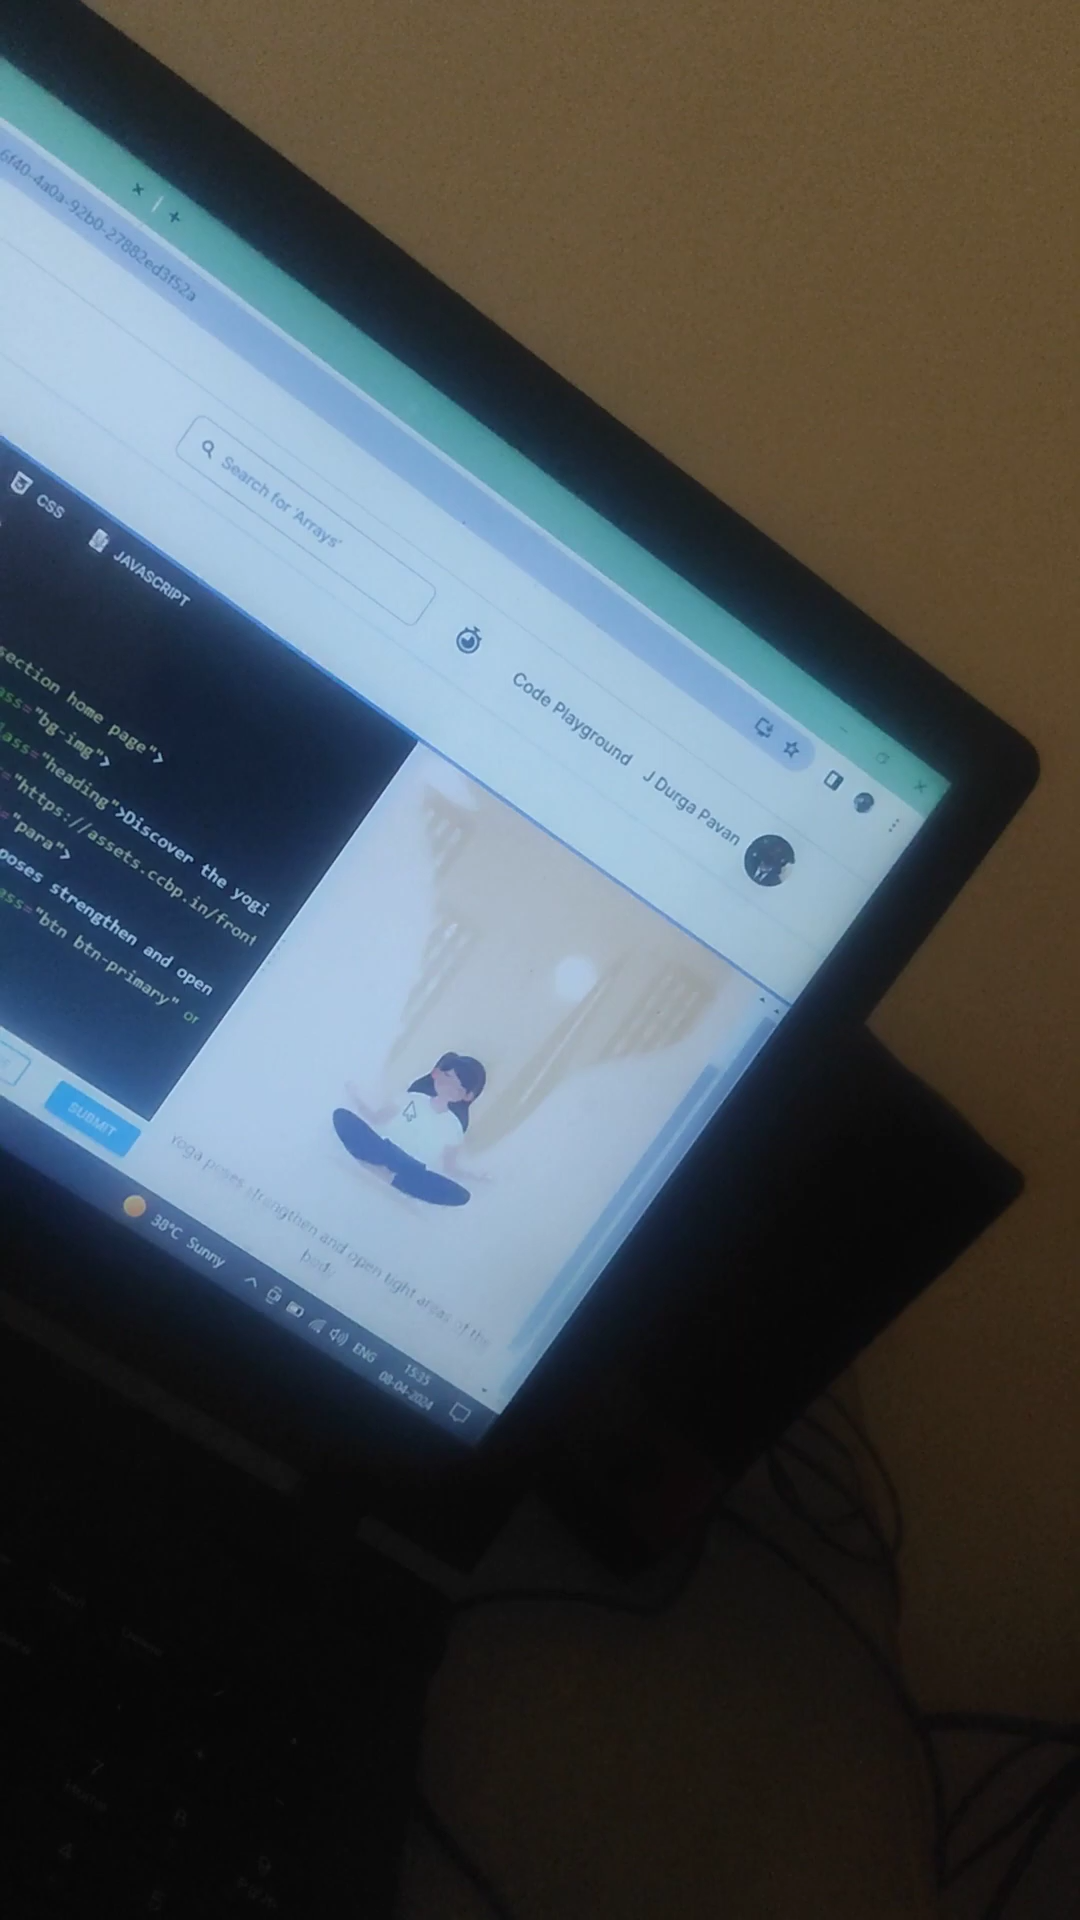 6f40-4a0a-92b0-27882ed3f52a
Search for 'Arrays'
Code Playground
J Durga Pavan
CSS
JAVASCRIPT
section home page">
ass="bg-img">
lass="heading">Discover the yogi
="https://assets.ccbp.in/front
="para">
poses strengthen and open
ass="btn btn-primary" or
SUBMIT
Yoga poses strengthen and open tight areas of the
body
38°C Sunny
ENG
15:35
08-04-2024